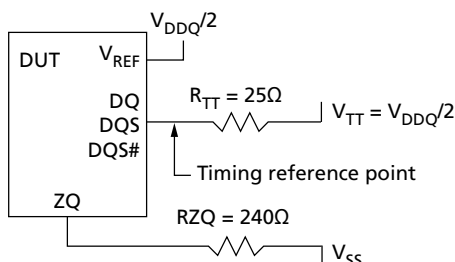 V_DDQ/2
DUT
V_REF
DQ
DQS
DQS#
R_TT = 25Ω
V_TT = V_DDQ/2
Timing reference point
ZQ
RZQ = 240Ω
V_SS